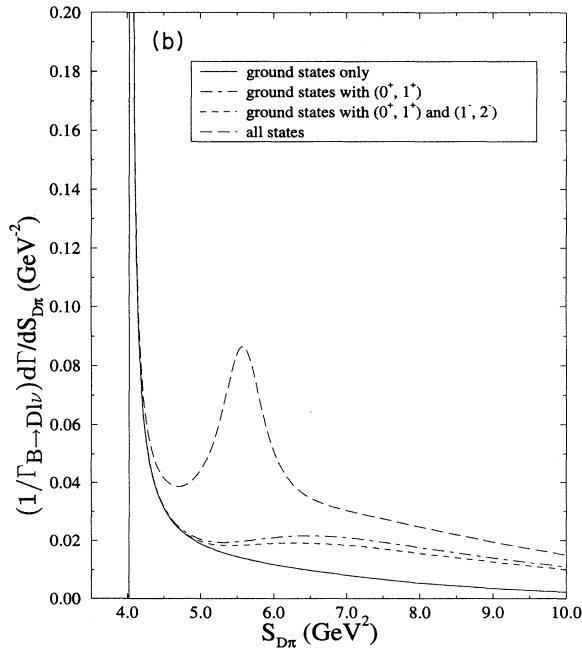 (b)
ground states only
ground states with (0⁺, 1⁺)
ground states with (0⁺, 1⁺) and (1⁻, 2⁻)
all states
(1/Γ_{B→Dlν})dΓ/dS_{Dπ} (GeV⁻²)
0.20
0.18
0.16
0.14
0.12
0.10
0.08
0.06
0.04
0.02
0.00
4.0 5.0 6.0 7.0 8.0 9.0 10.0
S_{Dπ} (GeV²)